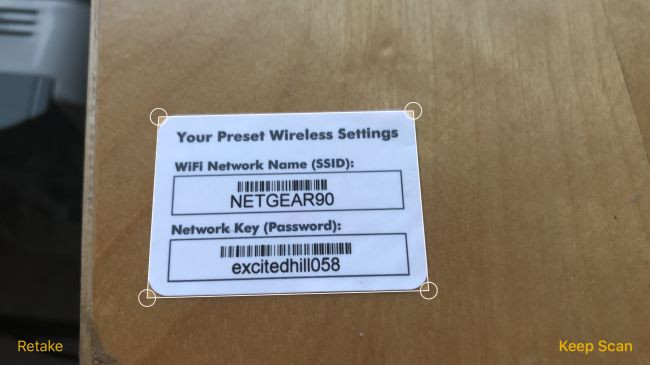 Your Preset Wireless Settings
WiFi Network Name (SSID):
NETGEAR90
Network Key (Password):
excitedhill058
Retake
Keep Scan